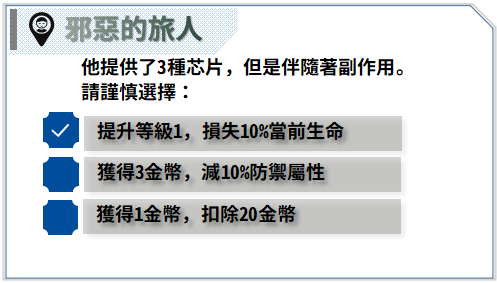 邪惡的旅人
他提供了3種芯片，但是伴隨著副作用。
請謹慎選擇：
提升等級1，損失10%當前生命
獲得3金幣，減10%防禦屬性
獲得1金幣，扣除20金幣